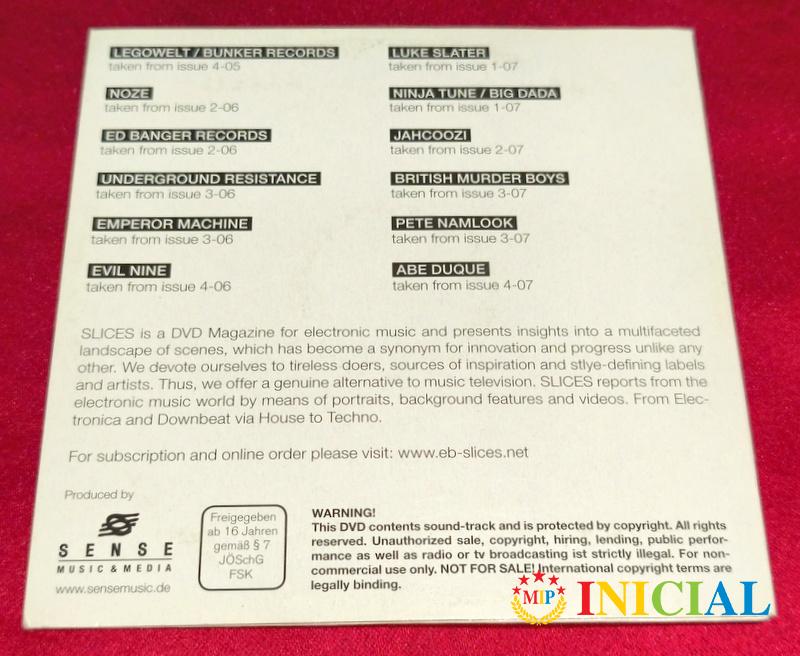 LEGOWELT / BUNKER RECORDS
taken from issue 4-05
NOZE
taken from issue 2-06
ED BANGER RECORDS
taken from issue 2-06
UNDERGROUND RESISTANCE
taken from issue 3-06
EMPEROR MACHINE
taken from issue 3-06
EVIL NINE
taken from issue 4-06
LUKE SLATER
taken from issue 1-07
NINJA TUNE / BIG DADA
taken from issue 1-07
JAHCOOZI
taken from issue 2-07
BRITISH MURDER BOYS
taken from issue 3-07
PETE NAMLOOK
taken from issue 3-07
ABE DUQUE
taken from issue 4-07
SLICES is a DVD Magazine for electronic music and presents insights into a multifaceted
landscape of scenes, which has become a synonym for innovation and progress unlike any
other. We devote ourselves to tireless doers, sources of inspiration and stlye-defining labels
and artists. Thus, we offer a genuine alternative to music television. SLICES reports from the
electronic music world by means of portraits, background features and videos. From Elec-
tronica and Downbeat via House to Techno.
For subscription and online order please visit: www.eb-slices.net
Produced by
SENSE
MUSIC & MEDIA
www.sensemusic.de
Freigegeben
ab 16 Jahren
gemäß § 7
JÖSchG
FSK
WARNING!
This DVD contents sound-track and is protected by copyright. All rights
reserved. Unauthorized sale, copyright, hiring, lending, public perfor-
mance as well as radio or tv broadcasting ist strictly illegal. For non-
commercial use only. NOT FOR SALE! International copyright terms are
legally binding.
MIP INICIAL